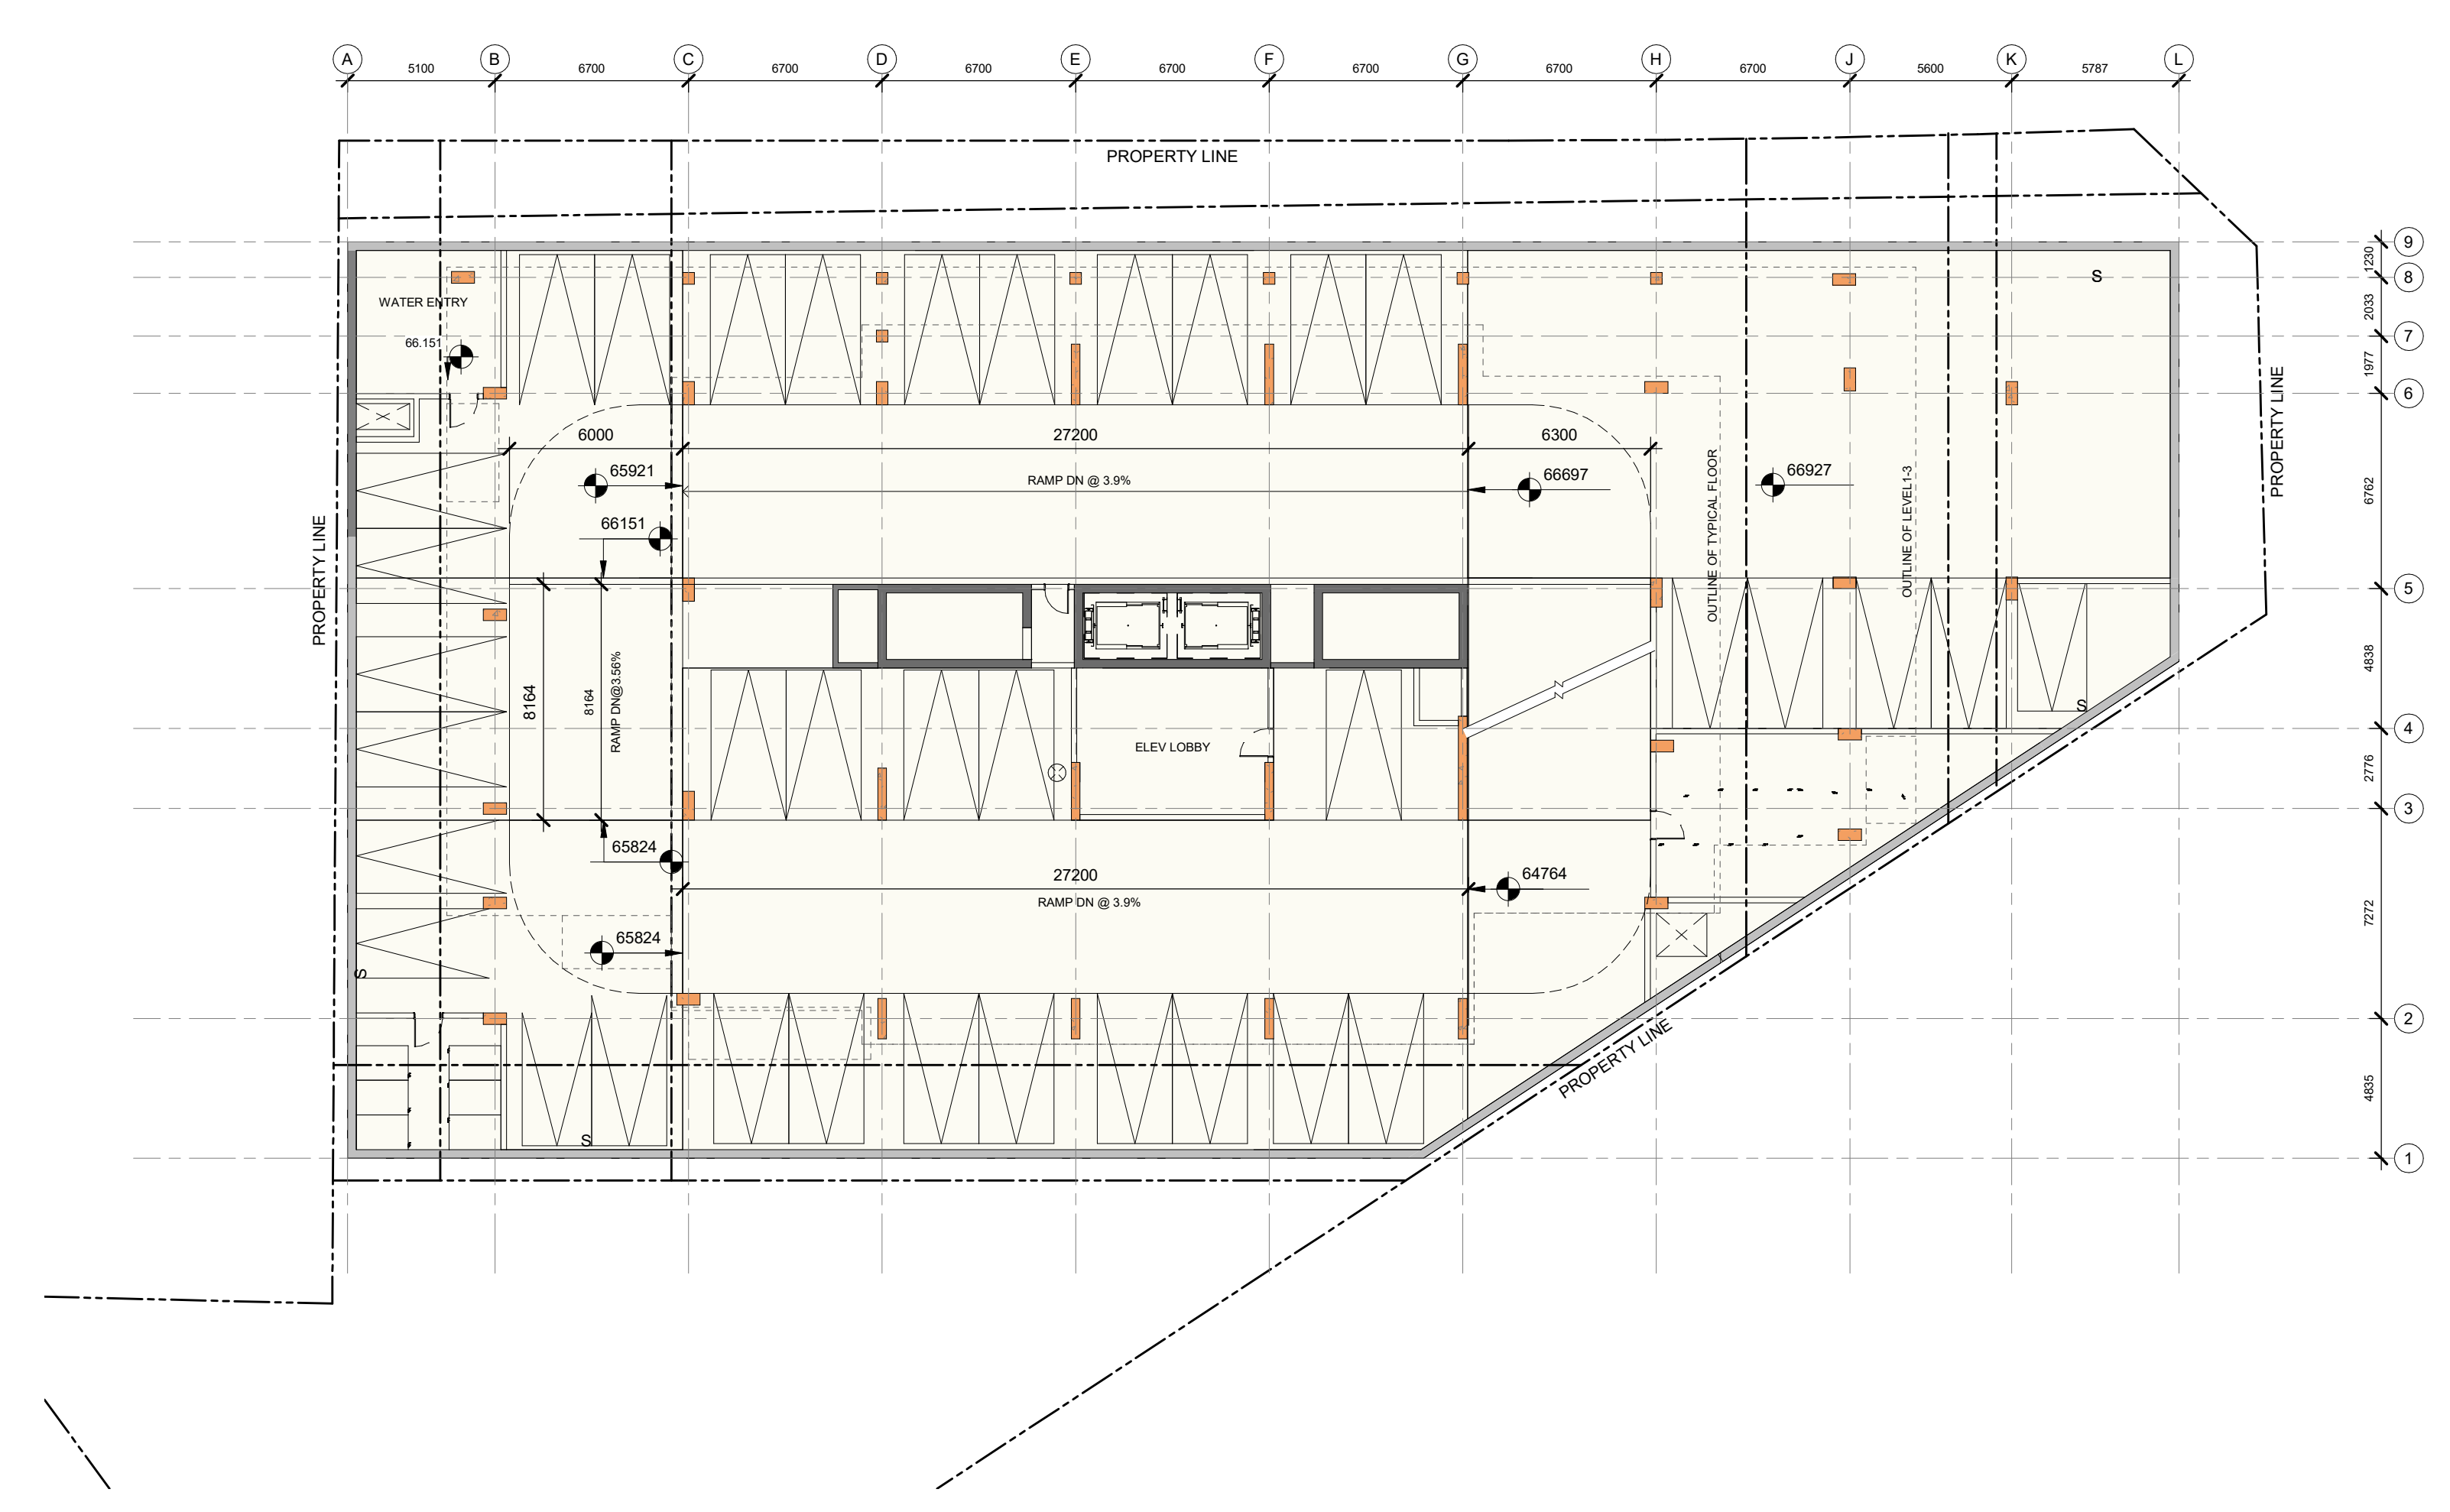 A B C D E F G H J K L
5100 6700 6700 6700 6700 6700 6700 6700 5600 5787
PROPERTY LINE
9
1230
8
S
2033
WATER ENTRY
7
66.151
1977
6
PROPERTY LINE
6000 27200 6300
65921
RAMP DN @ 3.9%
66697
66927
OUTLINE OF TYPICAL FLOOR
OUTLINE OF LEVEL1-3
6762
66151
PROPERTY LINE
5
4838
8164
8164
RAMP DN@3.56%
S
4
ELEV LOBBY
2776
3
65824
27200
64764
RAMP DN @ 3.9%
7272
65824
S
2
PROPERTY LINE
4835
S
1